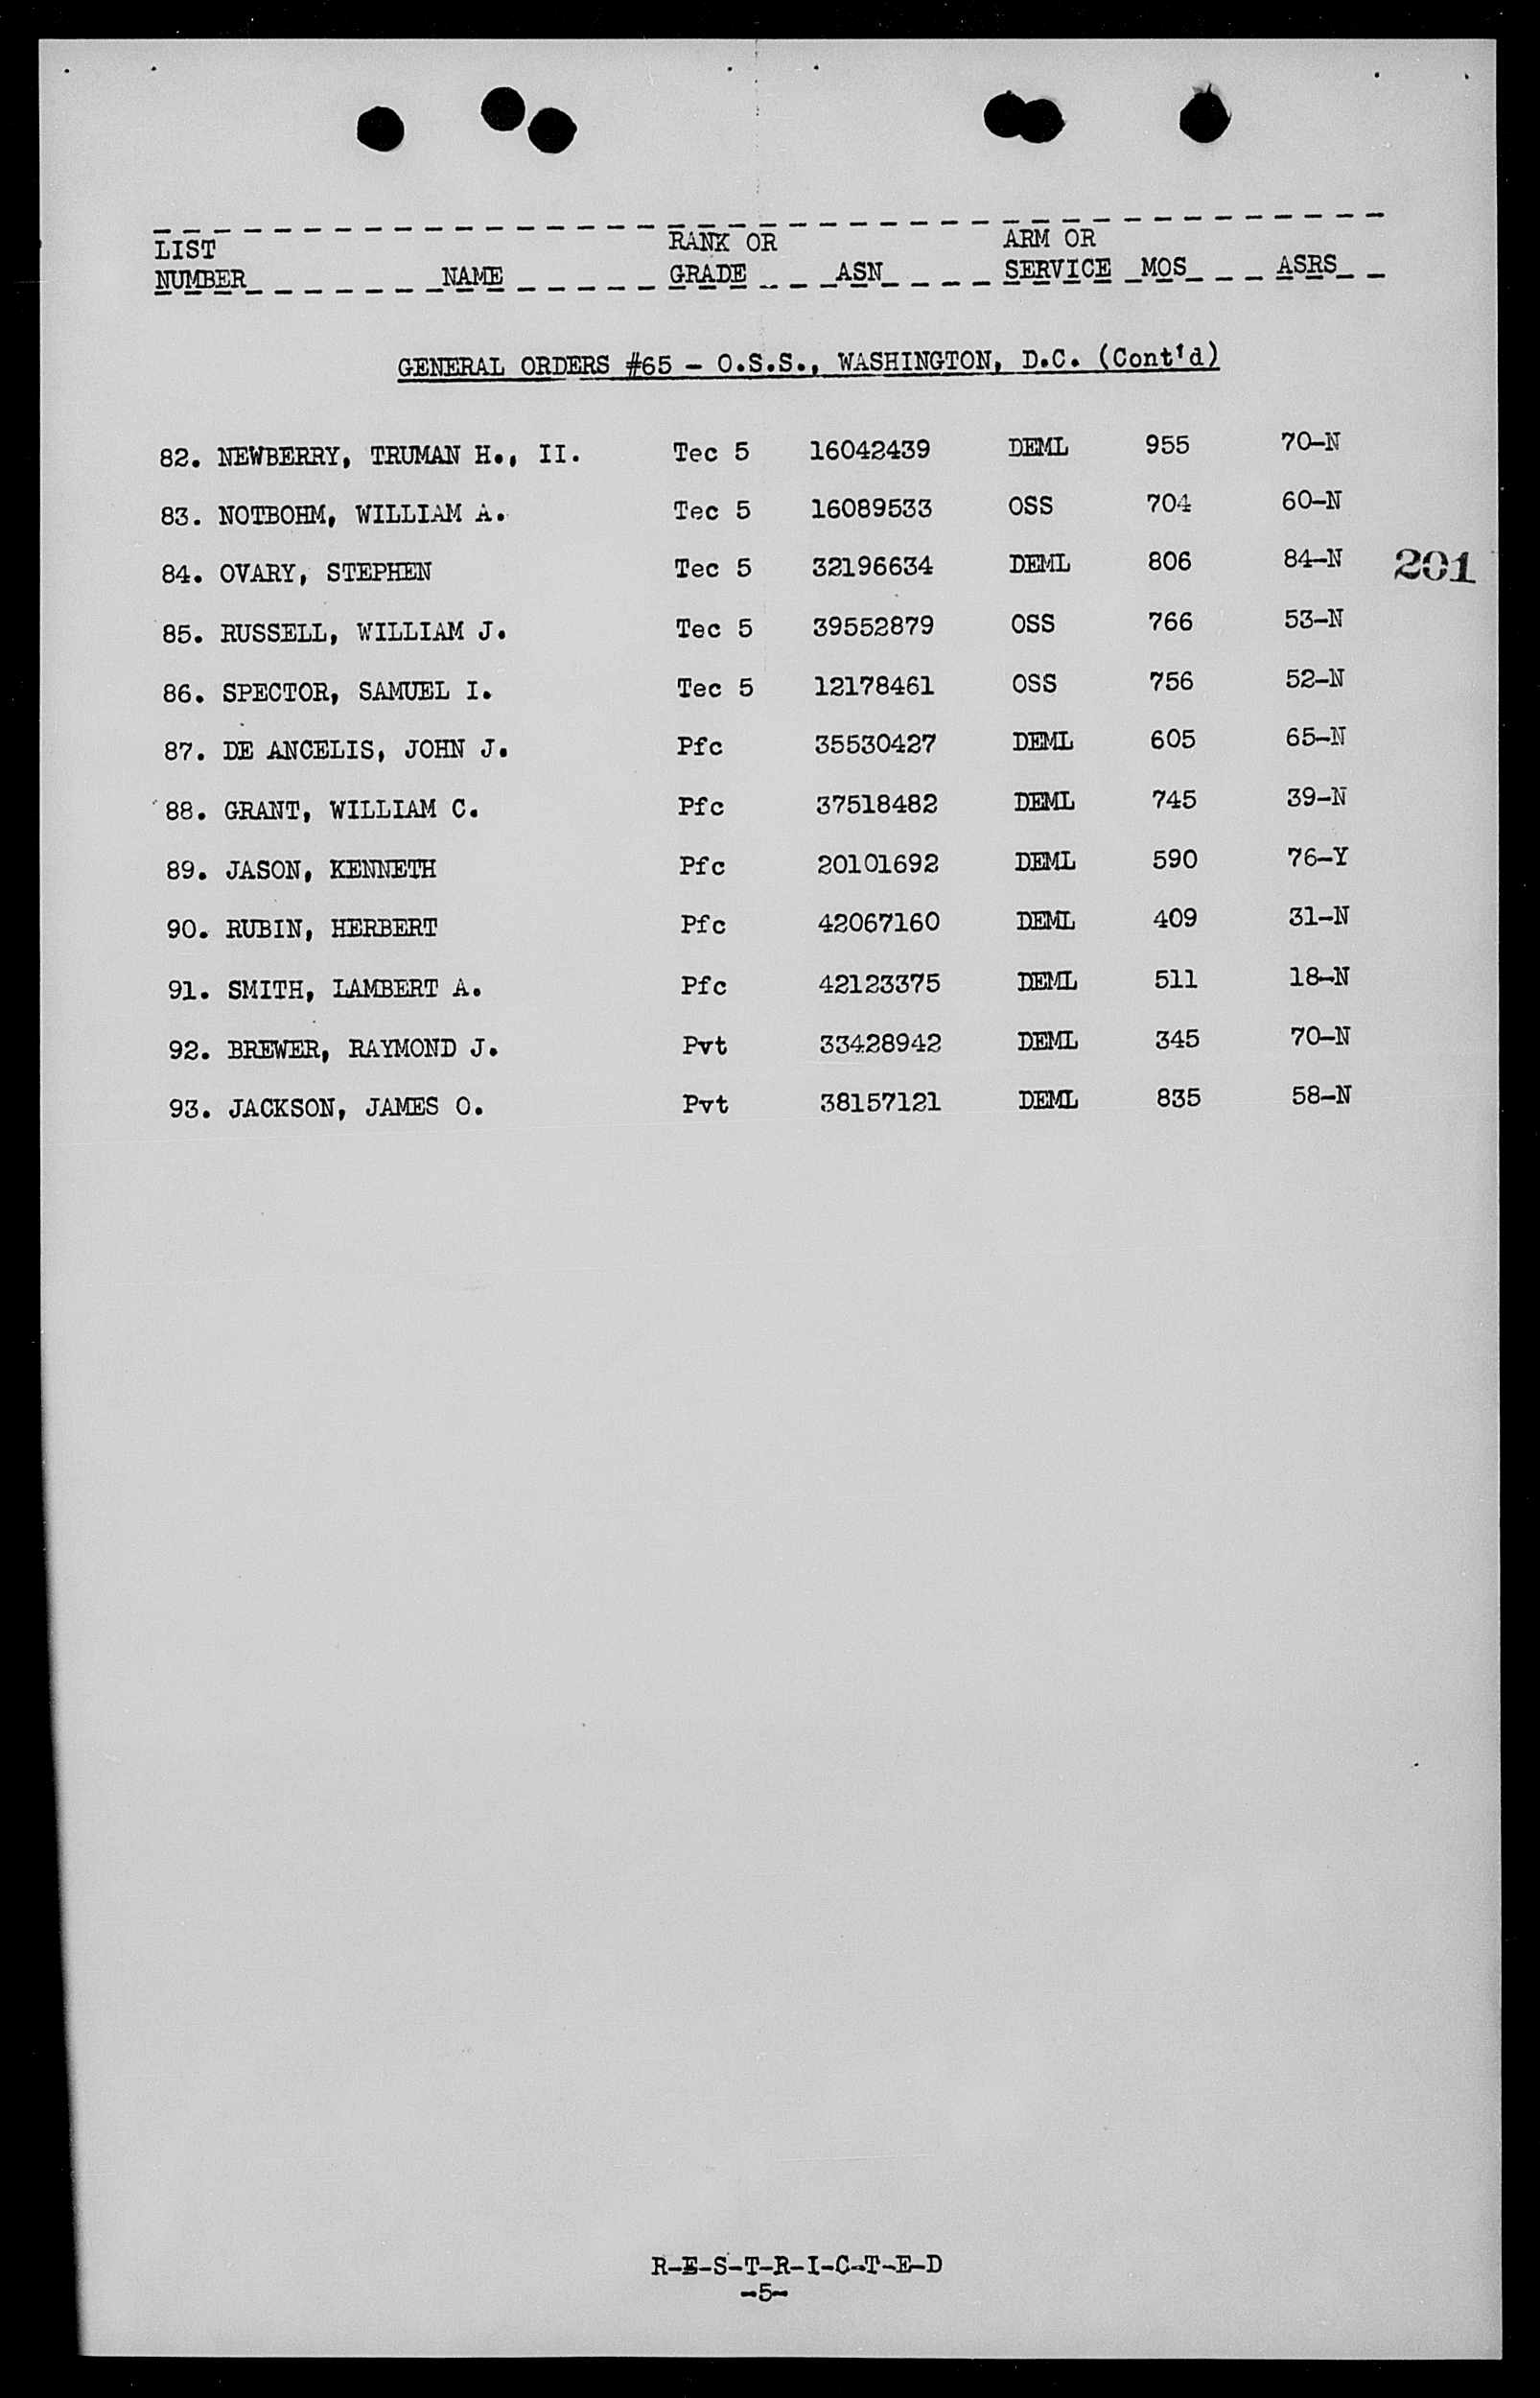 LIST RANK OR ARM OR
NUMBER NAME GRADE ASN SERVICE MOS ASRS
GENERAL ORDERS #65 - O.S.S., WASHINGTON, D.C. (Cont'd)
82. NEWBERRY, TRUMAN H., II. Tec 5 16042439 DEML 955 70-N
83. NOTBOHM, WILLIAM A. Tec 5 16089533 OSS 704 60-N
84. OVARY, STEPHEN Tec 5 32196634 DEML 806 84-N 201
85. RUSSELL, WILLIAM J. Tec 5 39552879 OSS 766 53-N
86. SPECTOR, SAMUEL I. Tec 5 12178461 OSS 756 52-N
87. DE ANCELIS, JOHN J. Pfc 35530427 DEML 605 65-N
88. GRANT, WILLIAM C. Pfc 37518482 DEML 745 39-N
89. JASON, KENNETH Pfc 20101692 DEML 590 76-Y
90. RUBIN, HERBERT Pfc 42067160 DEML 409 31-N
91. SMITH, LAMBERT A. Pfc 42123375 DEML 511 18-N
92. BREWER, RAYMOND J. Pvt 33428942 DEML 345 70-N
93. JACKSON, JAMES O. Pvt 38157121 DEML 835 58-N
R-E-S-T-R-I-C-T-E-D
-5-